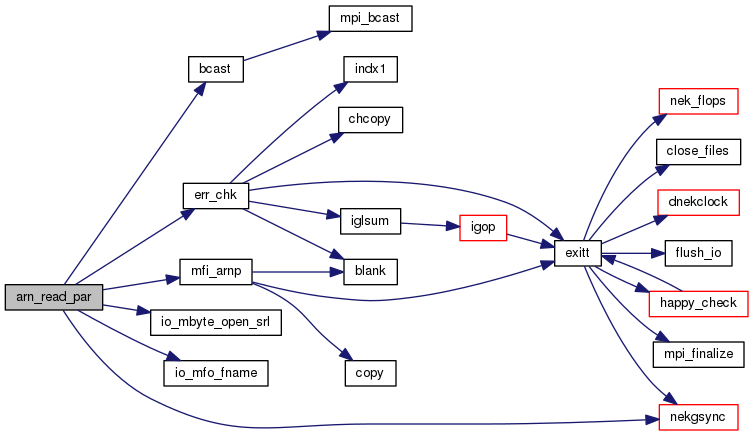 mpi_bcast
bcast
indx1
chcopy
err_chk
iglsum
igop
exitt
nek_flops
close_files
dnekclock
flush_io
happy_check
mpi_finalize
nekgsync
mfi_arnp
blank
arn_read_par
io_mbyte_open_srl
io_mfo_fname
copy